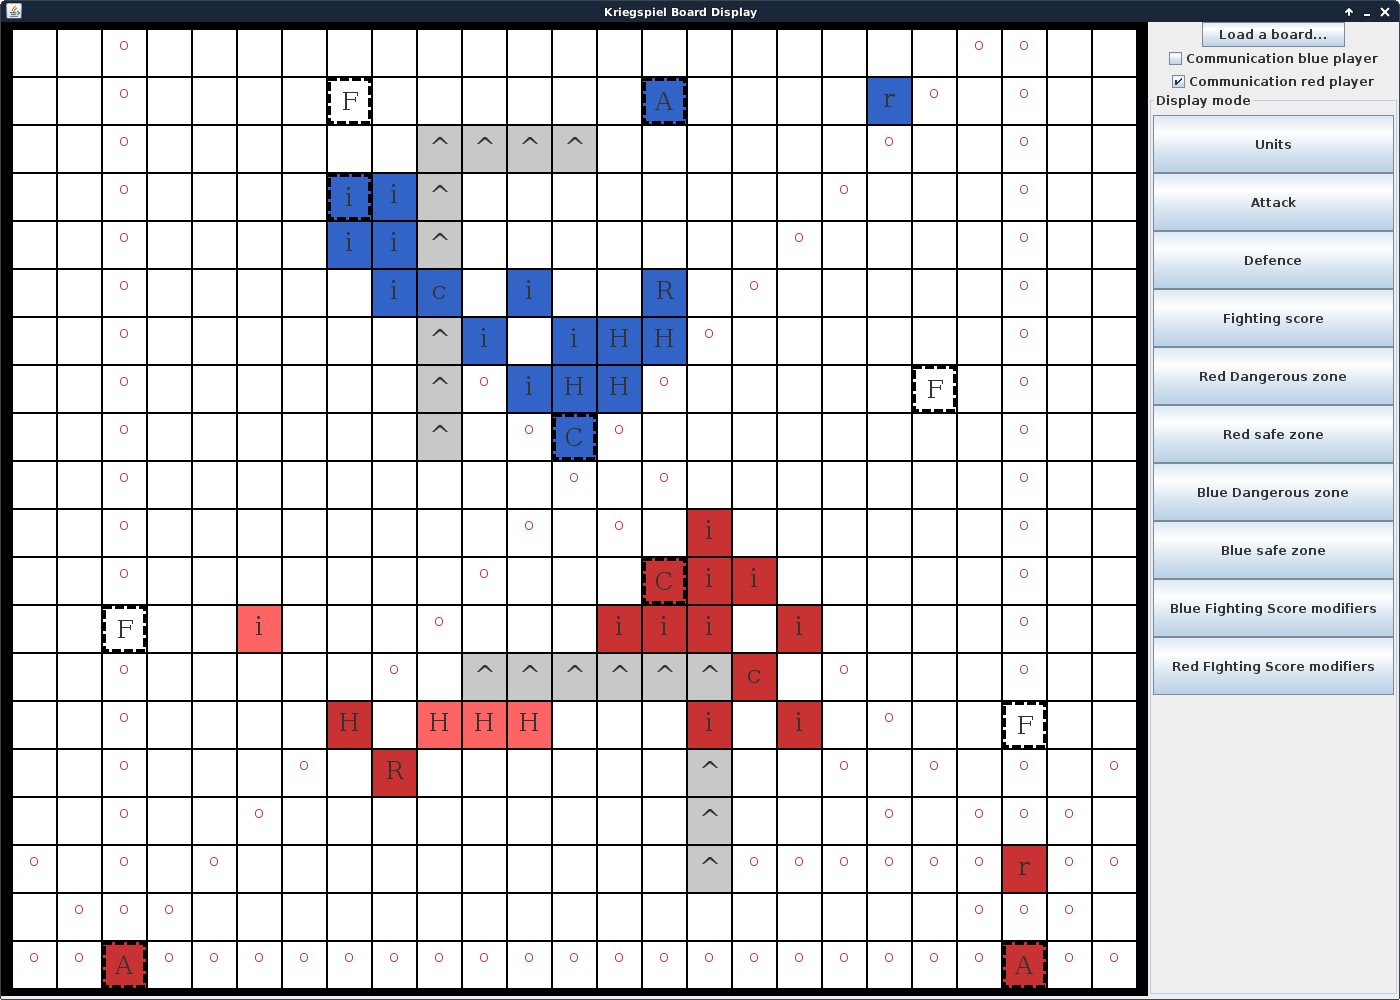 Kriegspiel Board Display
o o o
o F A r o o
o ^ ^ ^ ^ o o
o i i ^ o o
o i i ^ o o
o i c i R o o
o ^ i i H H o o
o ^ o i H H o F o
o ^ o C o o
o o o o
o o o i o
o o C i i o
F i o i i i i o
o o ^ ^ ^ ^ ^ ^ c o o
o H H H H i i o F
o o R ^ o o o o
o o ^ o o o o
o o o ^ o o o o o o r o o
o o o o o o
o o A o o o o o o o o o o o o o o o o o o o A o o
Load a board...
Communication blue player
Communication red player
Display mode
Units
Attack
Defence
Fighting score
Red Dangerous zone
Red safe zone
Blue Dangerous zone
Blue safe zone
Blue Fighting Score modifiers
Red FIghting Score modifiers